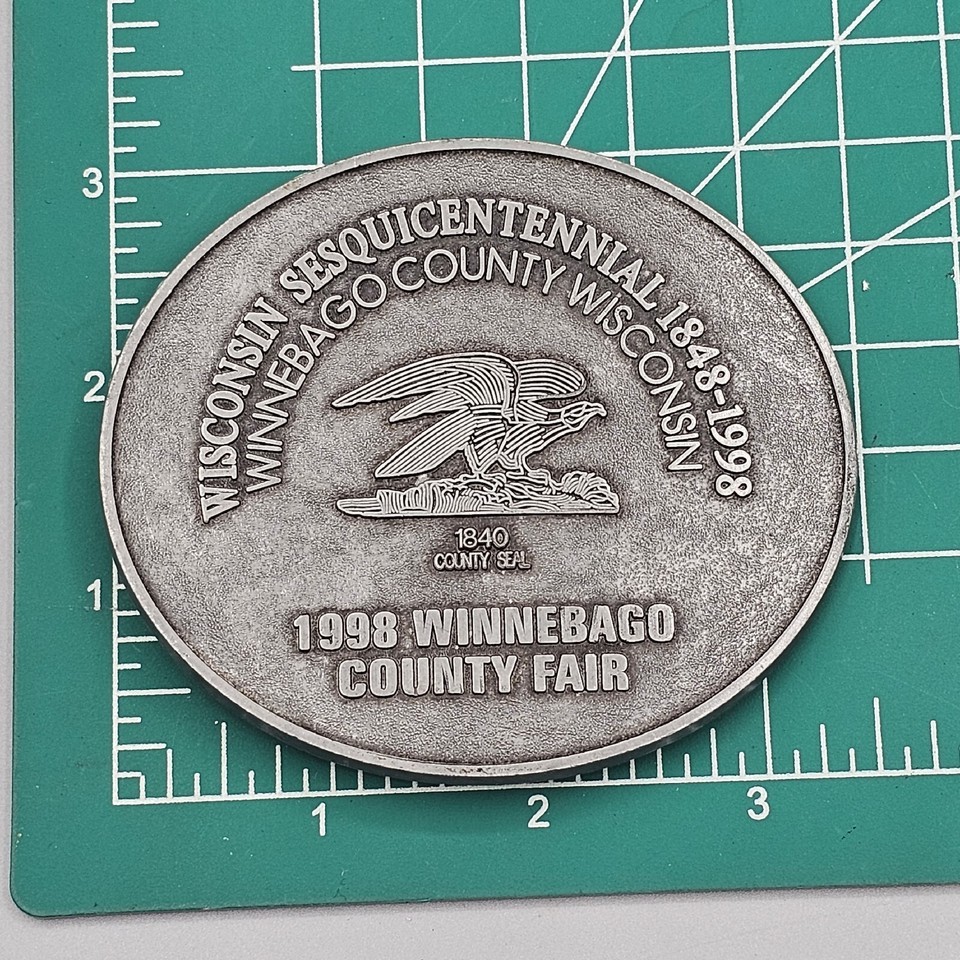 WISCONSIN SESQUICENTENNIAL 1848-1998
WINNEBAGO COUNTY WISCONSIN
1840
COUNTY SEAL
1998 WINNEBAGO
COUNTY FAIR
3
2
1
1 2 3